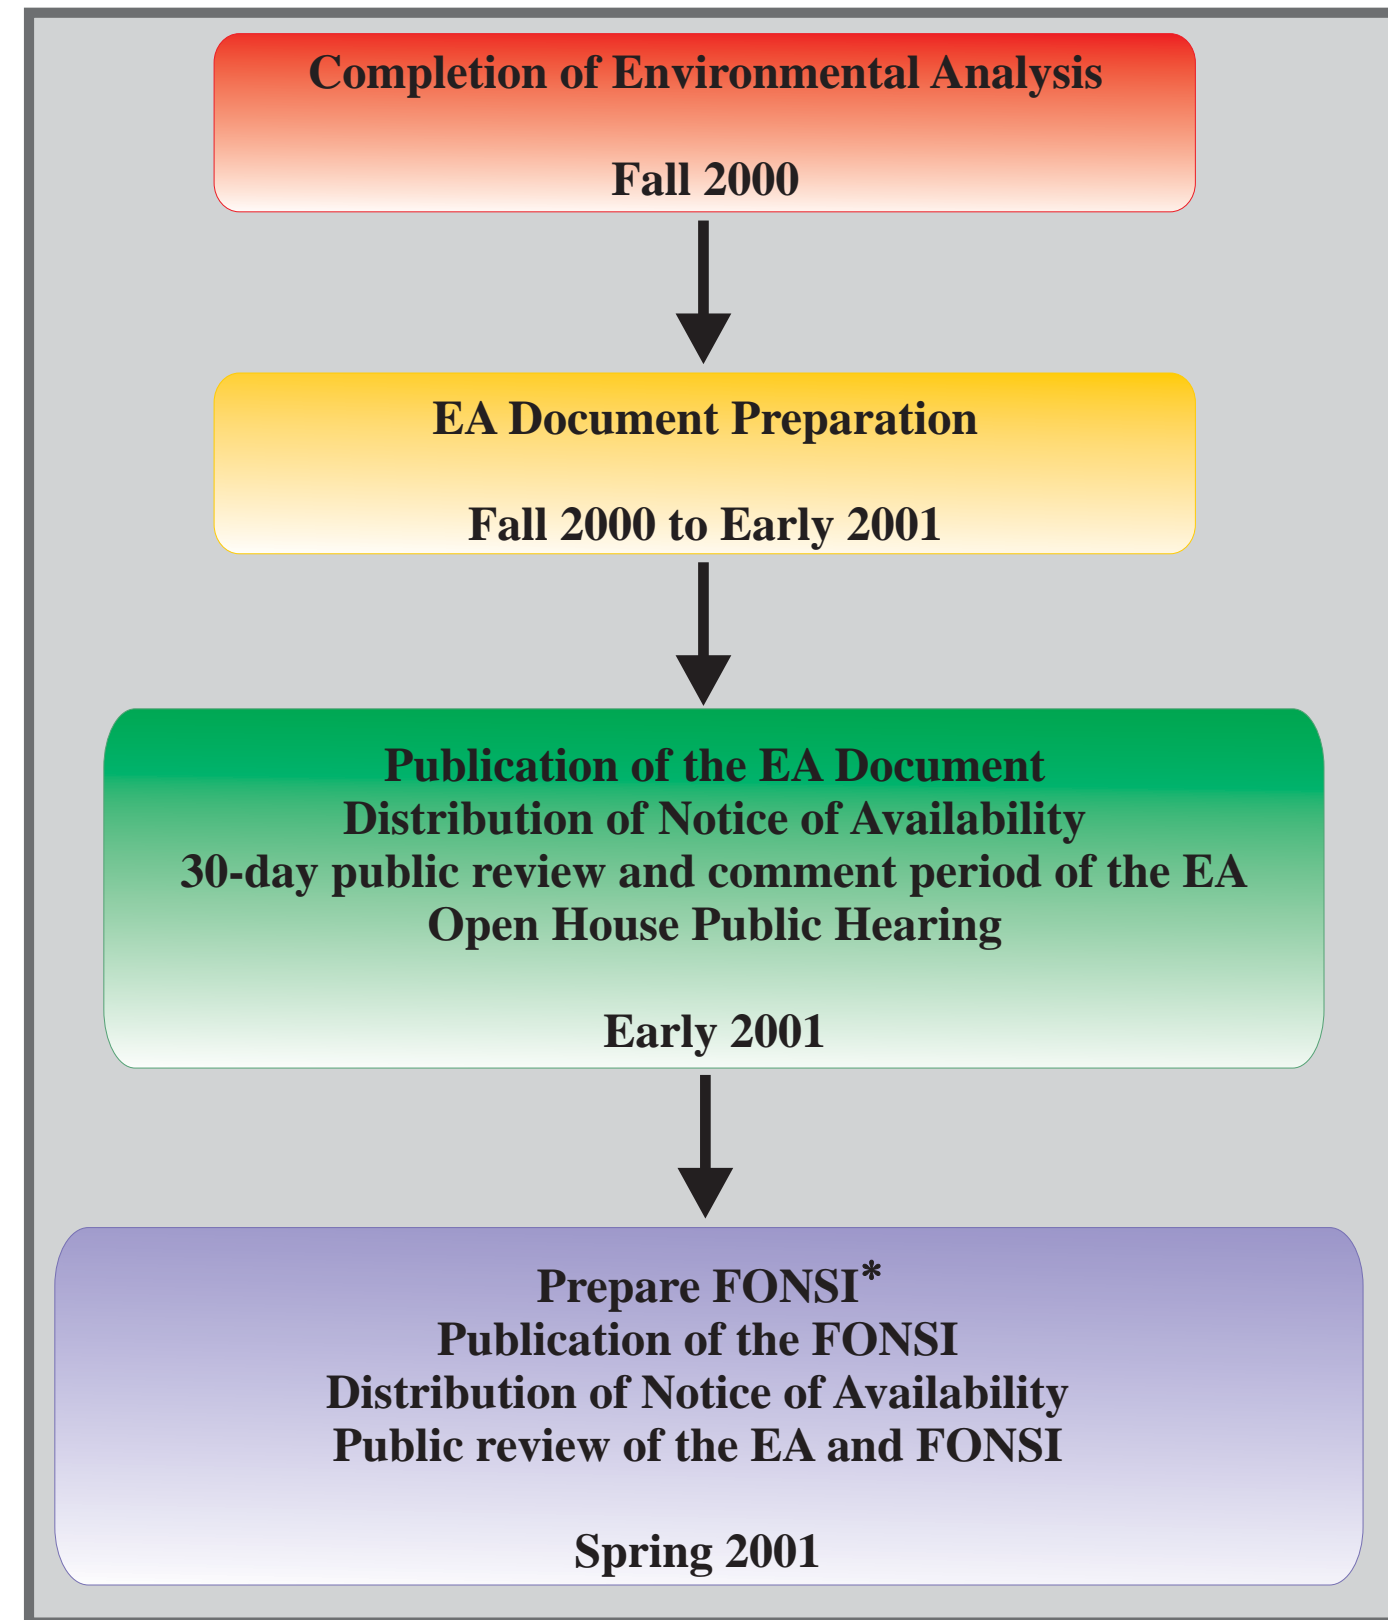 Completion of Environmental Analysis
Fall 2000
EA Document Preparation
Fall 2000 to Early 2001
Publication of the EA Document
Distribution of Notice of Availability
30-day public review and comment period of the EA
Open House Public Hearing
Early 2001
Prepare FONSI*
Publication of the FONSI
Distribution of Notice of Availability
Public review of the EA and FONSI
Spring 2001